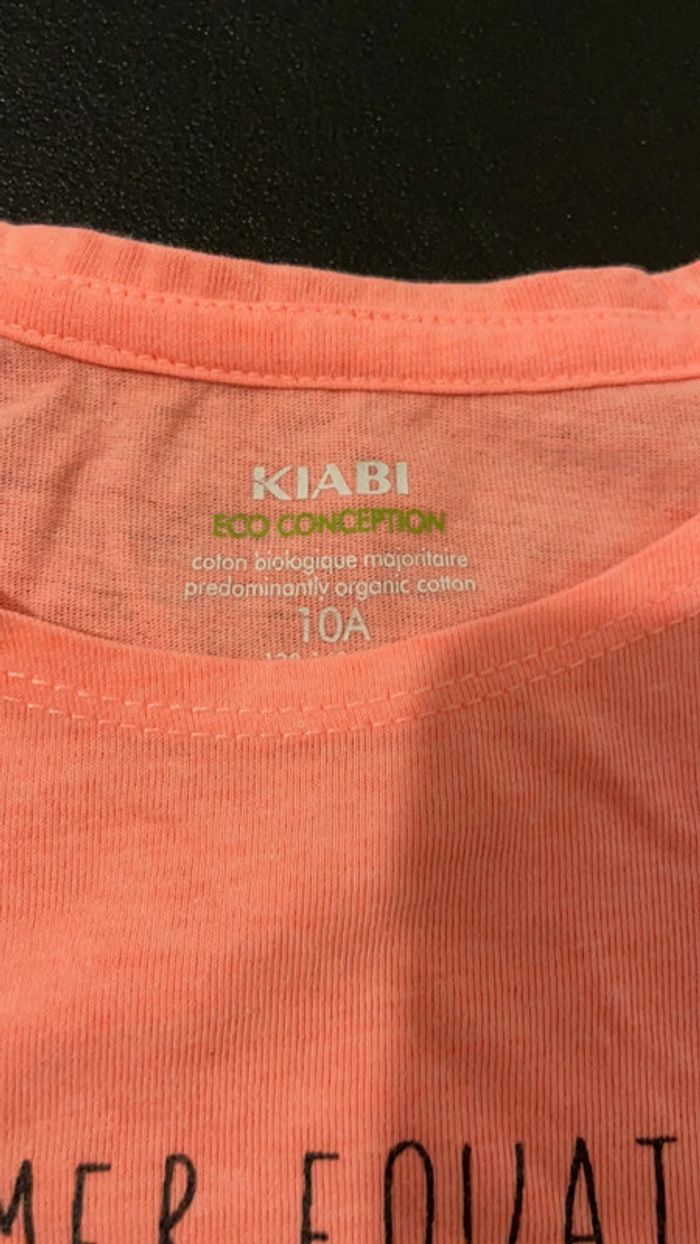 KIABI
ECO CONCEPTION
coton biologique majoritaire
predominantly organic cotton
10A